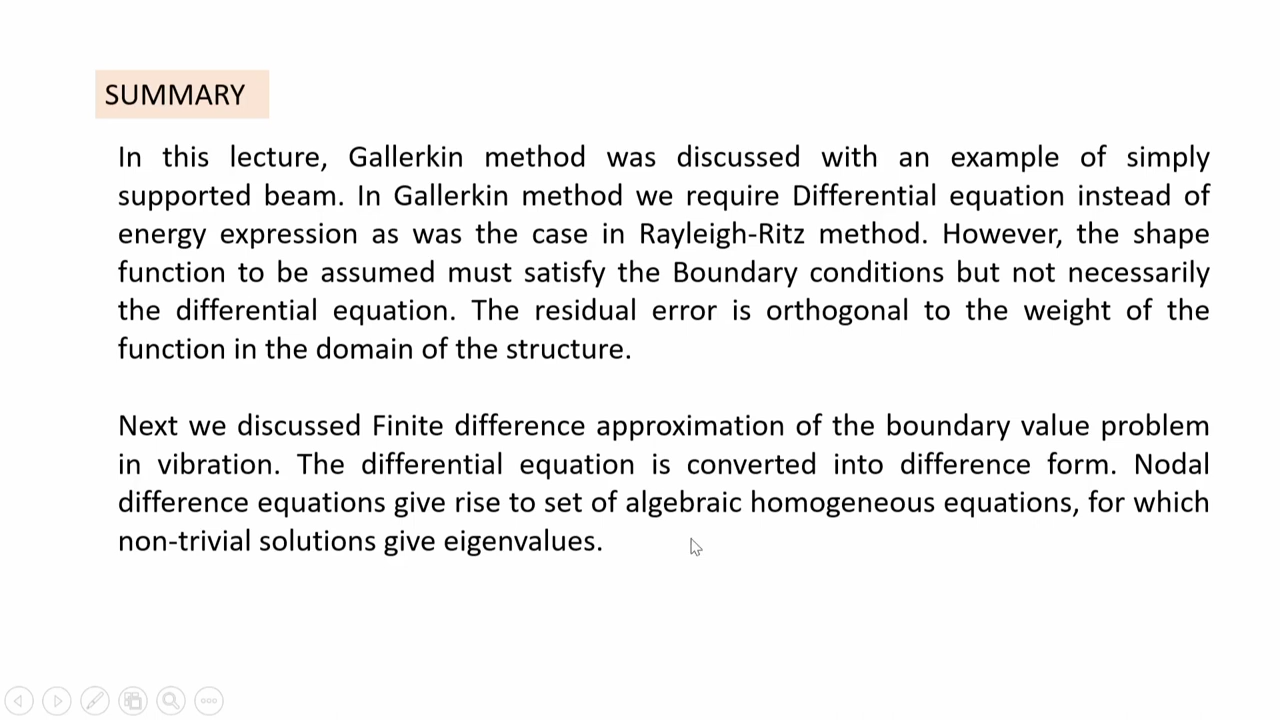 SUMMARY
In this lecture, Gallerkin method was discussed with an example of simply
supported beam. In Gallerkin method we require Differential equation instead of
energy expression as was the case in Rayleigh-Ritz method. However, the shape
function to be assumed must satisfy the Boundary conditions but not necessarily
the differential equation. The residual error is orthogonal to the weight of the
function in the domain of the structure.
Next we discussed Finite difference approximation of the boundary value problem
in vibration. The differential equation is converted into difference form. Nodal
difference equations give rise to set of algebraic homogeneous equations, for which
non-trivial solutions give eigenvalues.